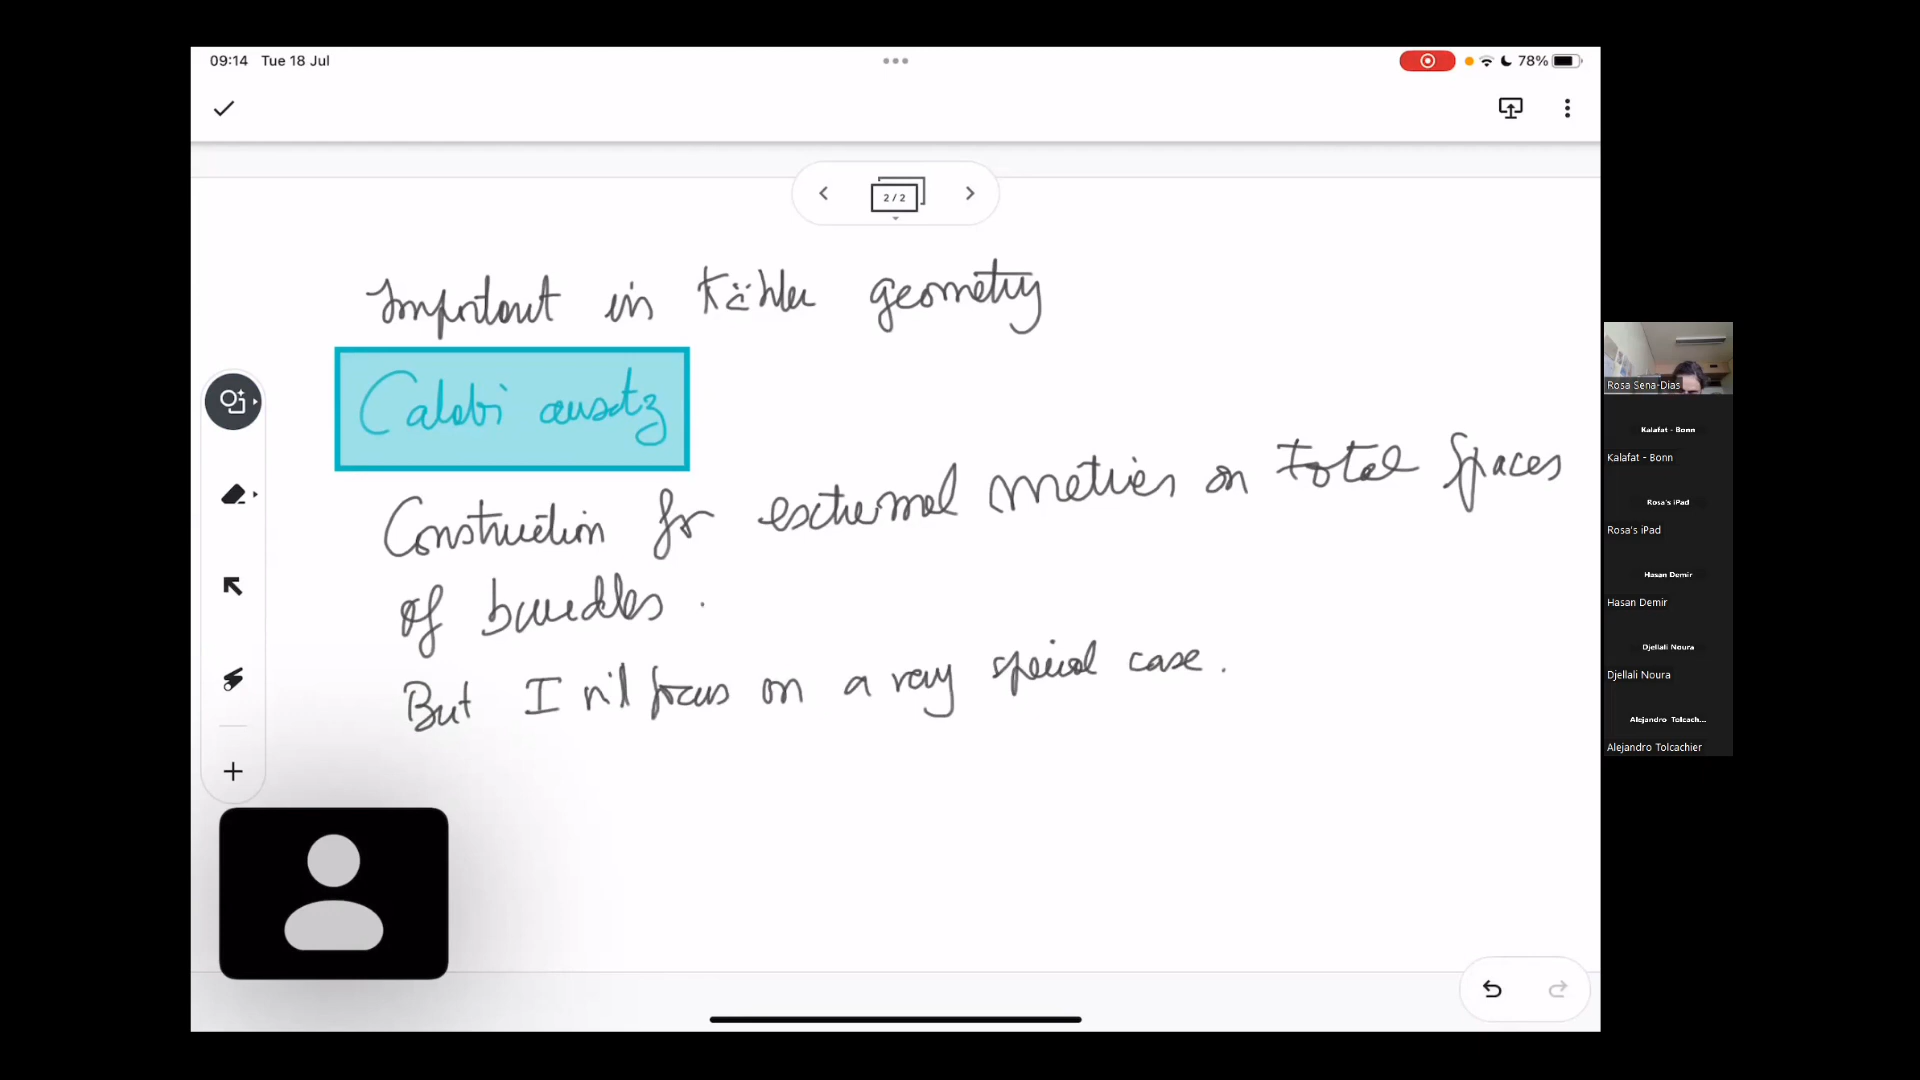 09:14 Tue 18 Jul
78%
2 / 2
Important in Kähler geometry
Calabi ansatz
Construction for extremal metrics on total spaces
of bundles .
But I will focus on a very special case .
Rosa Sena-Dias
Kalafat - Bonn
Kalafat - Bonn
Rosa's iPad
Rosa's iPad
Hasan Demir
Hasan Demir
Djellali Noura
Djellali Noura
Alejandro Tolcach...
Alejandro Tolcachier